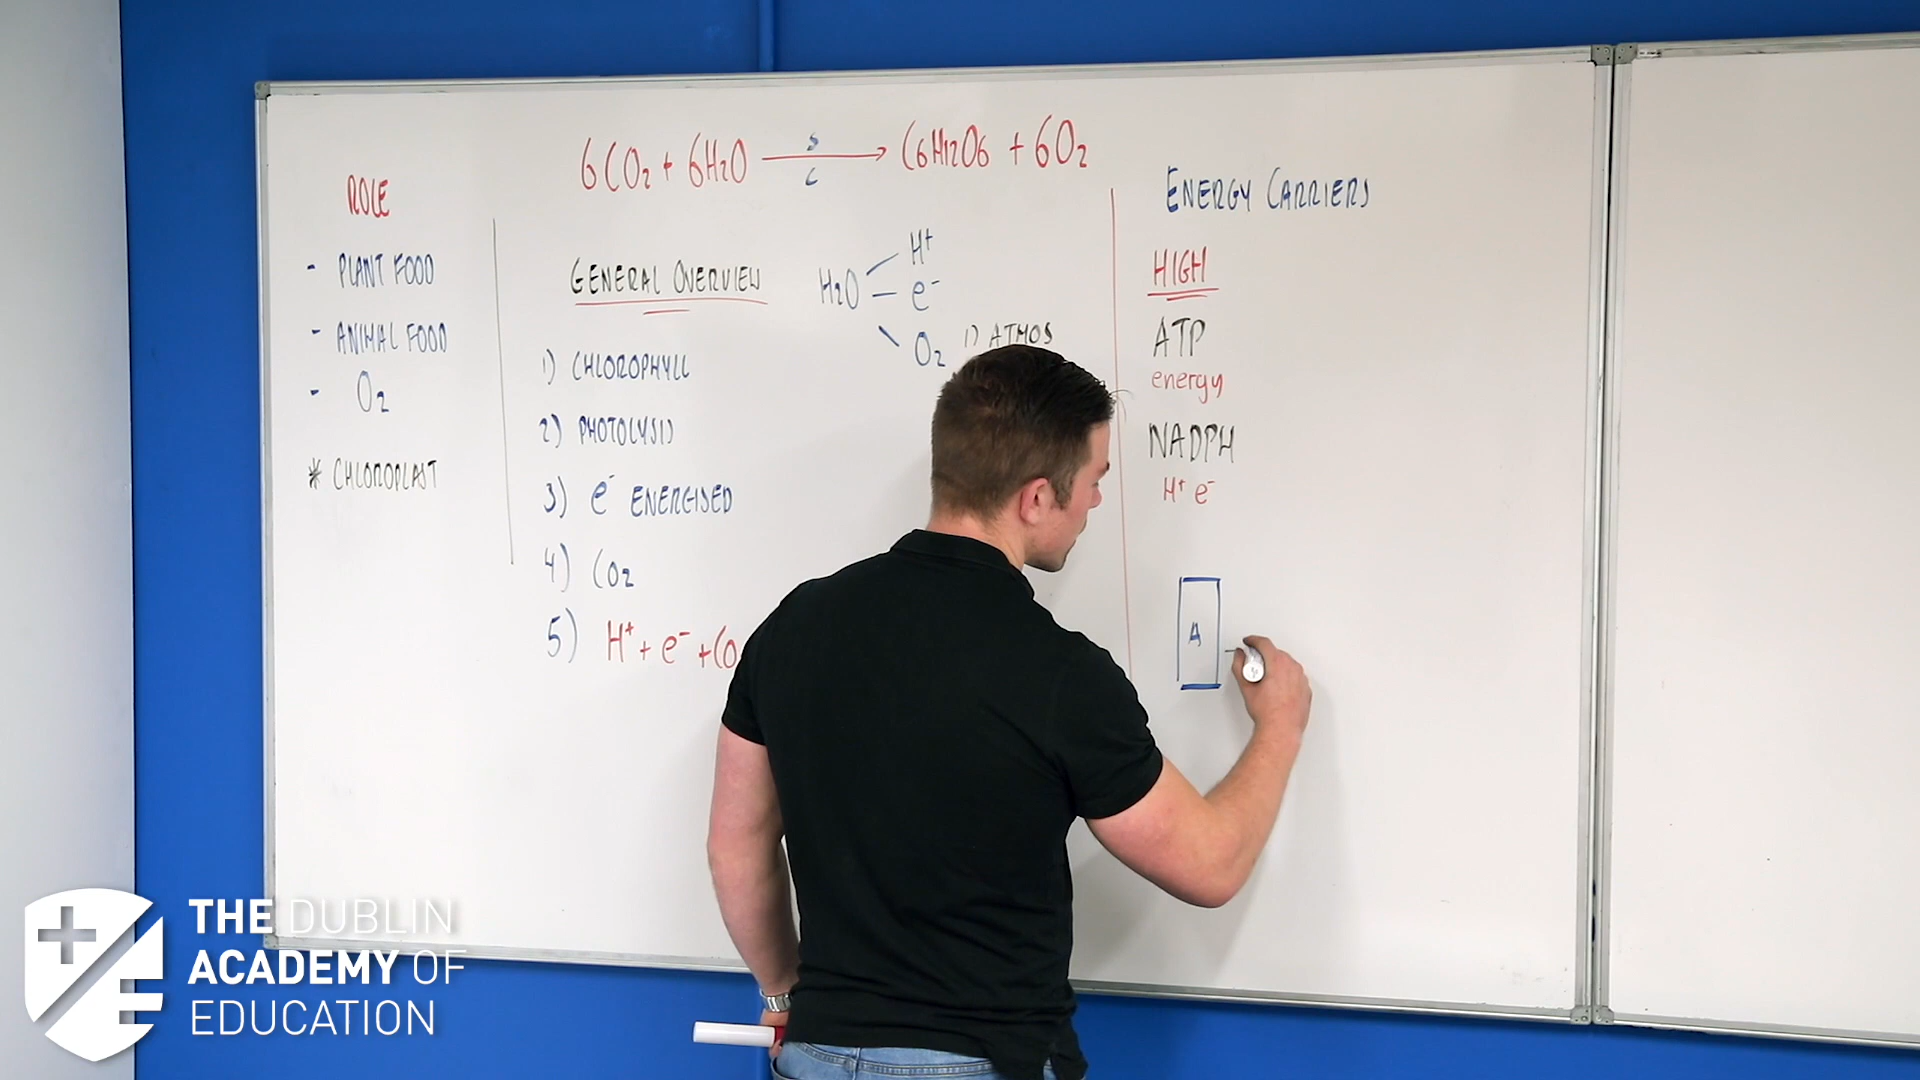 6CO2 + 6H2O → C6H12O6 + 6O2
S
L
ROLE
- PLANT FOOD
- ANIMAL FOOD
- O2
* CHLOROPLAST
GENERAL OVERVIEW
1) CHLOROPHYLL
2) PHOTOLYSIS
3) e- ENERGISED
4) CO2
5) H+ + e- + CO
H2O
H+
e-
O2 1) ATMOS
ENERGY CARRIERS
HIGH
ATP
energy
NADPH
H+ e-
A
THE DUBLIN
ACADEMY OF
EDUCATION